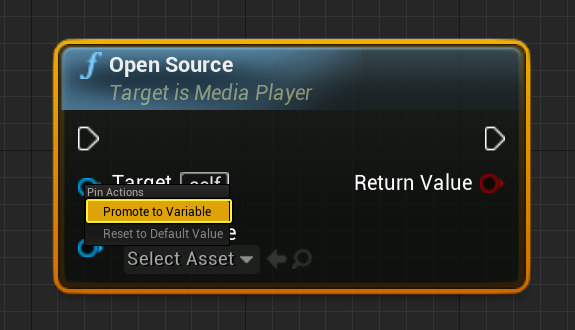 Open Source
Target is Media Player
Target self
Pin Actions
Return Value
Promote to Variable
Reset to Default Value
Select Asset